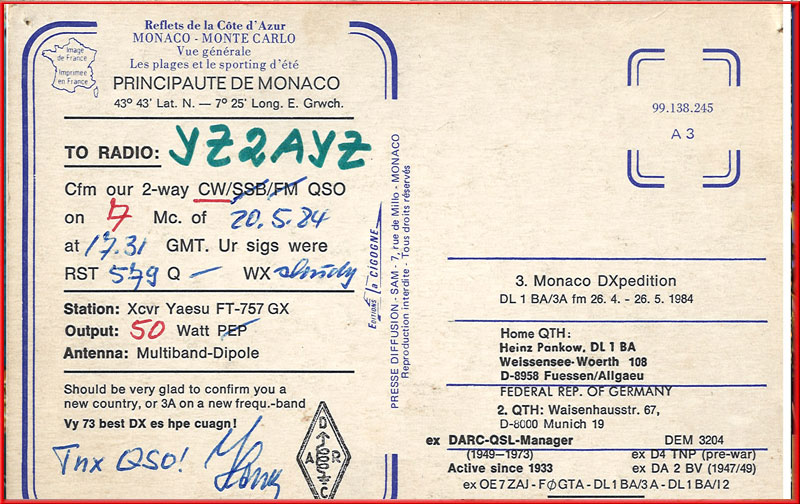 Reflets de la Côte d'Azur
MONACO - MONTE CARLO
Vue générale
Les plages et le sporting d'été
Image
de France
Imprimée
en France
PRINCIPAUTE DE MONACO
43º 43' Lat. N. — 7º 25' Long. E. Grwch.
TO RADIO: YZ2AYZ
Cfm our 2-way CW/SSB/FM QSO
on 7 Mc. of 20.5.84
at 17.31 GMT. Ur sigs were
RST 579 Q – WX
Station: Xcvr Yaesu FT-757 GX
Output: 50 Watt PEP
Antenna: Multiband-Dipole
Should be very glad to confirm you a
new country, or 3A on a new frequ.-band
Vy 73 best DX es hpe cuagn!
Tnx QSO!
D
A R
C
EDITIONS la CIGOGNE
PRESSE DIFFUSION - SAM - 7, rue de Millo - MONACO
Reproduction interdite - Tous droits réservés
99.138.245
A 3
3. Monaco DXpedition
DL 1 BA/3A fm 26. 4. - 26. 5. 1984
Home QTH:
Heinz Pankow, DL 1 BA
Weissensee-Woerth 108
D-8958 Fuessen/Allgaeu
FEDERAL REP. OF GERMANY
2. QTH: Waisenhausstr. 67,
D-8000 Munich 19
ex DARC-QSL-Manager DEM 3204
(1949–1973) ex D4 TNP (pre-war)
Active since 1933 ex DA 2 BV (1947/49)
ex OE7ZAJ - FØGTA - DL1BA/3A - DL1BA/12